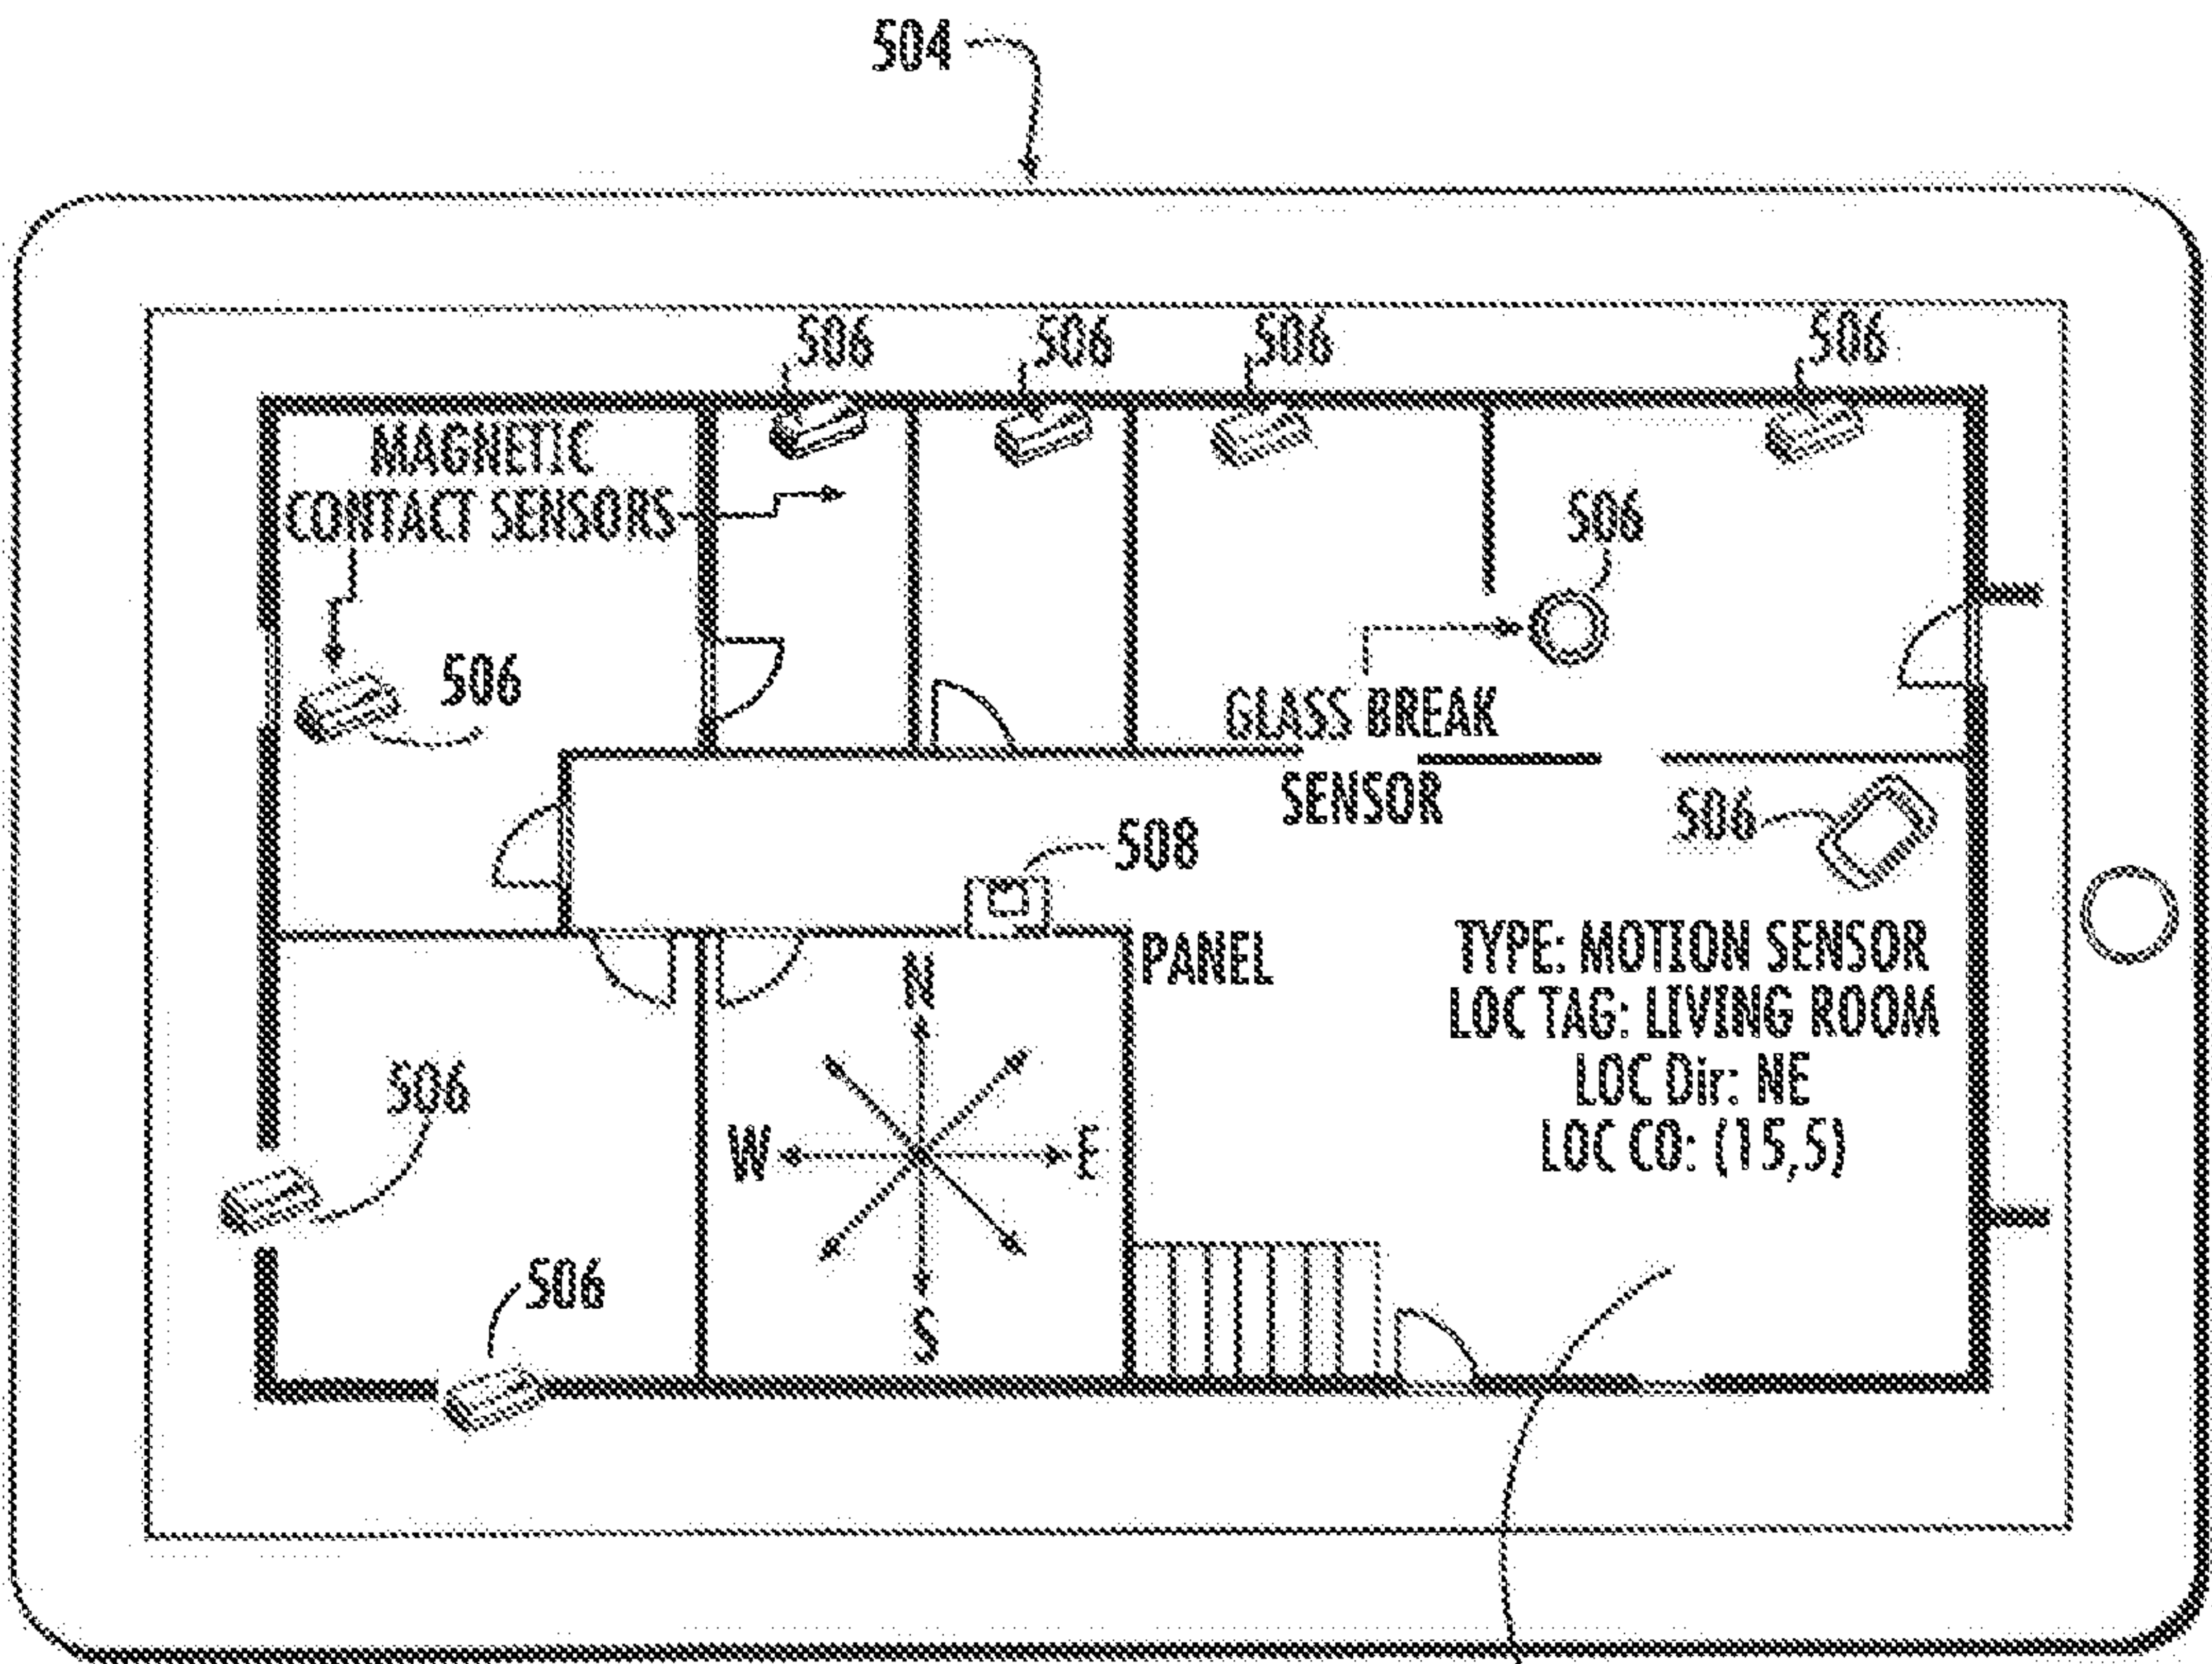 504
506
506
506
506
MAGNETIC
CONTACT SENSORS
506
506
GLASS BREAK
SENSOR
506
508
PANEL
TYPE: MOTION SENSOR
LOC TAG: LIVING ROOM
LOC Dir: NE
LOC CO: (15,5)
N
W
E
S
506
506